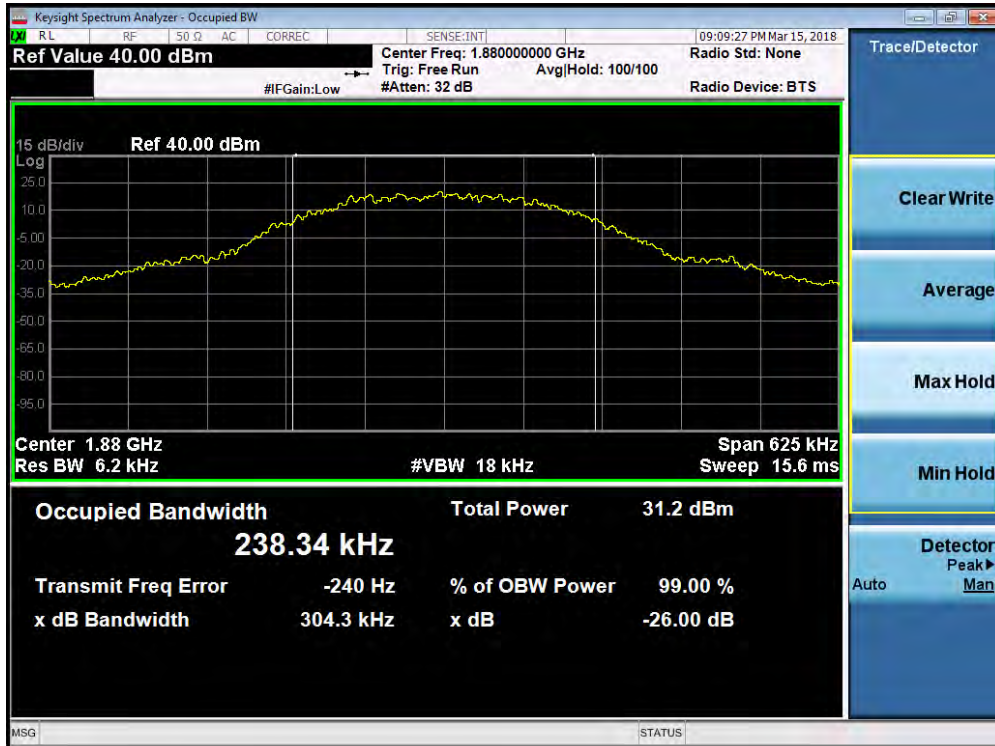 Keysight Spectrum Analyzer - Occupied BW
LXI RL RF 50 Ω AC CORREC SENSE:INT 09:09:27 PM Mar 15, 2018
Ref Value 40.00 dBm Center Freq: 1.880000000 GHz Radio Std: None
Trig: Free Run Avg|Hold: 100/100
#IFGain:Low #Atten: 32 dB Radio Device: BTS
15 dB/div Ref 40.00 dBm
Log
25.0
10.0
-5.00
-20.0
-35.0
-50.0
-65.0
-80.0
-95.0
Center 1.88 GHz Span 625 kHz
Res BW 6.2 kHz #VBW 18 kHz Sweep 15.6 ms
Occupied Bandwidth Total Power 31.2 dBm
238.34 kHz
Transmit Freq Error -240 Hz % of OBW Power 99.00 %
x dB Bandwidth 304.3 kHz x dB -26.00 dB
MSG STATUS
Trace/Detector
Clear Write
Average
Max Hold
Min Hold
Detector
Peak▶
Auto Man